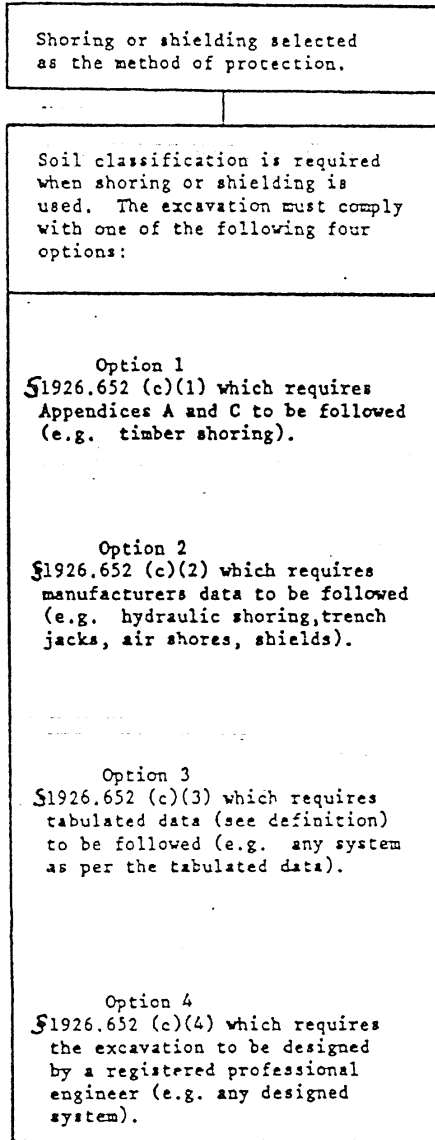 Shoring or shielding selected
as the method of protection.
Soil classification is required
when shoring or shielding is
used. The excavation must comply
with one of the following four
options:
Option 1
§1926.652 (c)(1) which requires
Appendices A and C to be followed
(e.g. timber shoring).
Option 2
§1926.652 (c)(2) which requires
manufacturers data to be followed
(e.g. hydraulic shoring,trench
jacks, air shores, shields).
Option 3
§1926.652 (c)(3) which requires
tabulated data (see definition)
to be followed (e.g. any system
as per the tabulated data).
Option 4
§1926.652 (c)(4) which requires
the excavation to be designed
by a registered professional
engineer (e.g. any designed
system).